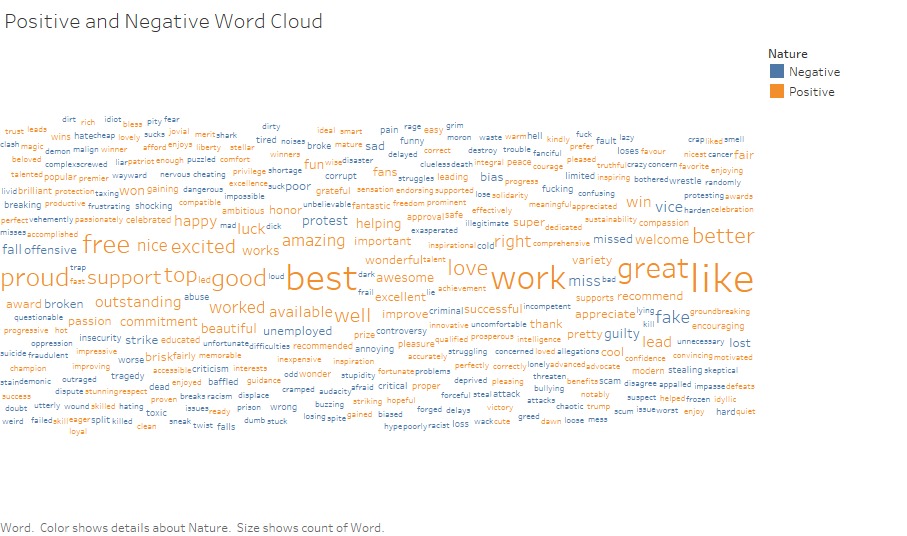 Positive and Negative Word Cloud
Nature
Negative
Positive
dirt rich idiot bless pity fear
trust leads wins hate cheap lovely sucks jovial merit shark dirty tired noises ideal smart pain rage easy grim
clash magic demon malign winner afford enjoys liberty stellar broke mature sad funny moron waste warm hell kindly fuck fault lazy crap liked smell
beloved complex screwed liar patriot enough puzzled comfort winners fun wise disaster delayed correct destroy trouble fanciful prefer pleased loses favour nicest cancer fair
talented popular premier wayward nervous cheating privilege shortage corrupt fans struggles leading clueless death integral peace courage limited inspiring truthful crazy concern favorite enjoying
livid brilliant protection taxing won gaining dangerous excellence suck poor grateful sensation endorsing supported bias progress fucking confusing bothered wrestle randomly
breaking productive frustrating shocking compatible impossible unbelievable fantastic freedom prominent lose solidarity meaningful appreciated win vice protesting awards
perfect vehemently passionately celebrated happy ambitious honor protest helping approval safe effectively illegitimate super dedicated sustainability compassion harder celebration
misses accomplished mad luck dick exasperated
fall offensive free nice excited works amazing important inspirational cold right comprehensive missed welcome better
proud trap fast support top led good loud best dark wonderful talent awesome love work variety miss bad great like
award broken outstanding abuse frail excellent lie achievement supports recommend
questionable passion commitment worked available well improve criminal successful incompetent appreciate lying fake groundbreaking
progressive hot beautiful unemployed prize controversy innovative uncomfortable thank pretty guilty kill encouraging
oppression insecurity strike educated unfortunate difficulties recommended annoying pleasure qualified prosperous intelligence lead unnecessary lost
suicide fraudulent impressive worse brisk fairly memorable inexpensive inspiration accurately struggling concerned loved allegations cool confidence convincing motivated
champion improving accessible criticism interests odd wonder stupidity fortunate problems perfectly correctly lonely advanced advocate modern stealing skeptical
stain demonic outraged tragedy dead enjoyed baffled guidance cramped audacity afraid critical proper deprived pleasing threaten bullying benefits scam disagree appalled impasse defeats
success dispute stunning respect proven breaks racism displace buzzing striking hopeful forceful steal attack attacks notably suspect helped frozen idyllic
doubt utterly wound skilled hating toxic issues ready prison wrong losing spite gained biased forged delays victory greed chaotic trump scum issue worst enjoy hard quiet
weird failed skill eager split killed clean sneak twist falls dumb stuck hype poorly racist loss wack cute dawn loose mess
loyal
Word. Color shows details about Nature. Size shows count of Word.